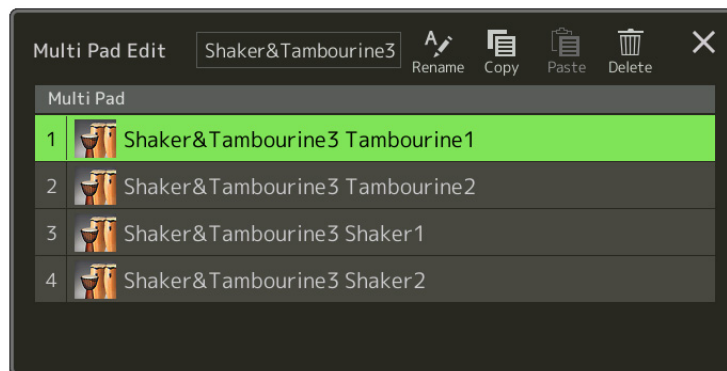 Multi Pad Edit
Shaker&Tambourine3
Rename
Copy
Paste
Delete
Multi Pad
1 Shaker&Tambourine3 Tambourine1
2 Shaker&Tambourine3 Tambourine2
3 Shaker&Tambourine3 Shaker1
4 Shaker&Tambourine3 Shaker2